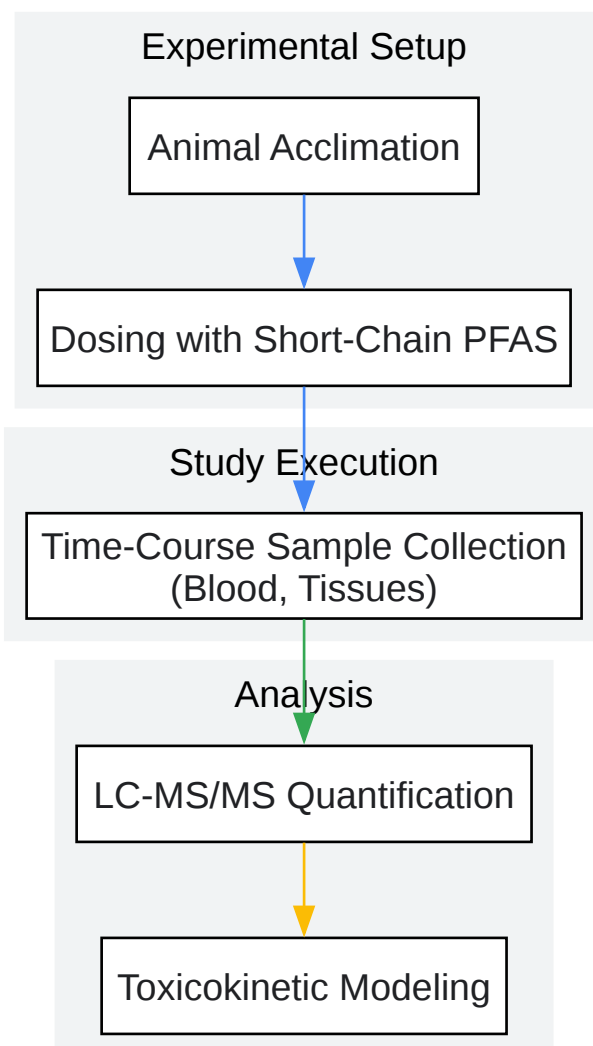 Experimental Setup
Animal Acclimation
Dosing with Short-Chain PFAS
Study Execution
Time-Course Sample Collection
(Blood, Tissues)
Analysis
LC-MS/MS Quantification
Toxicokinetic Modeling